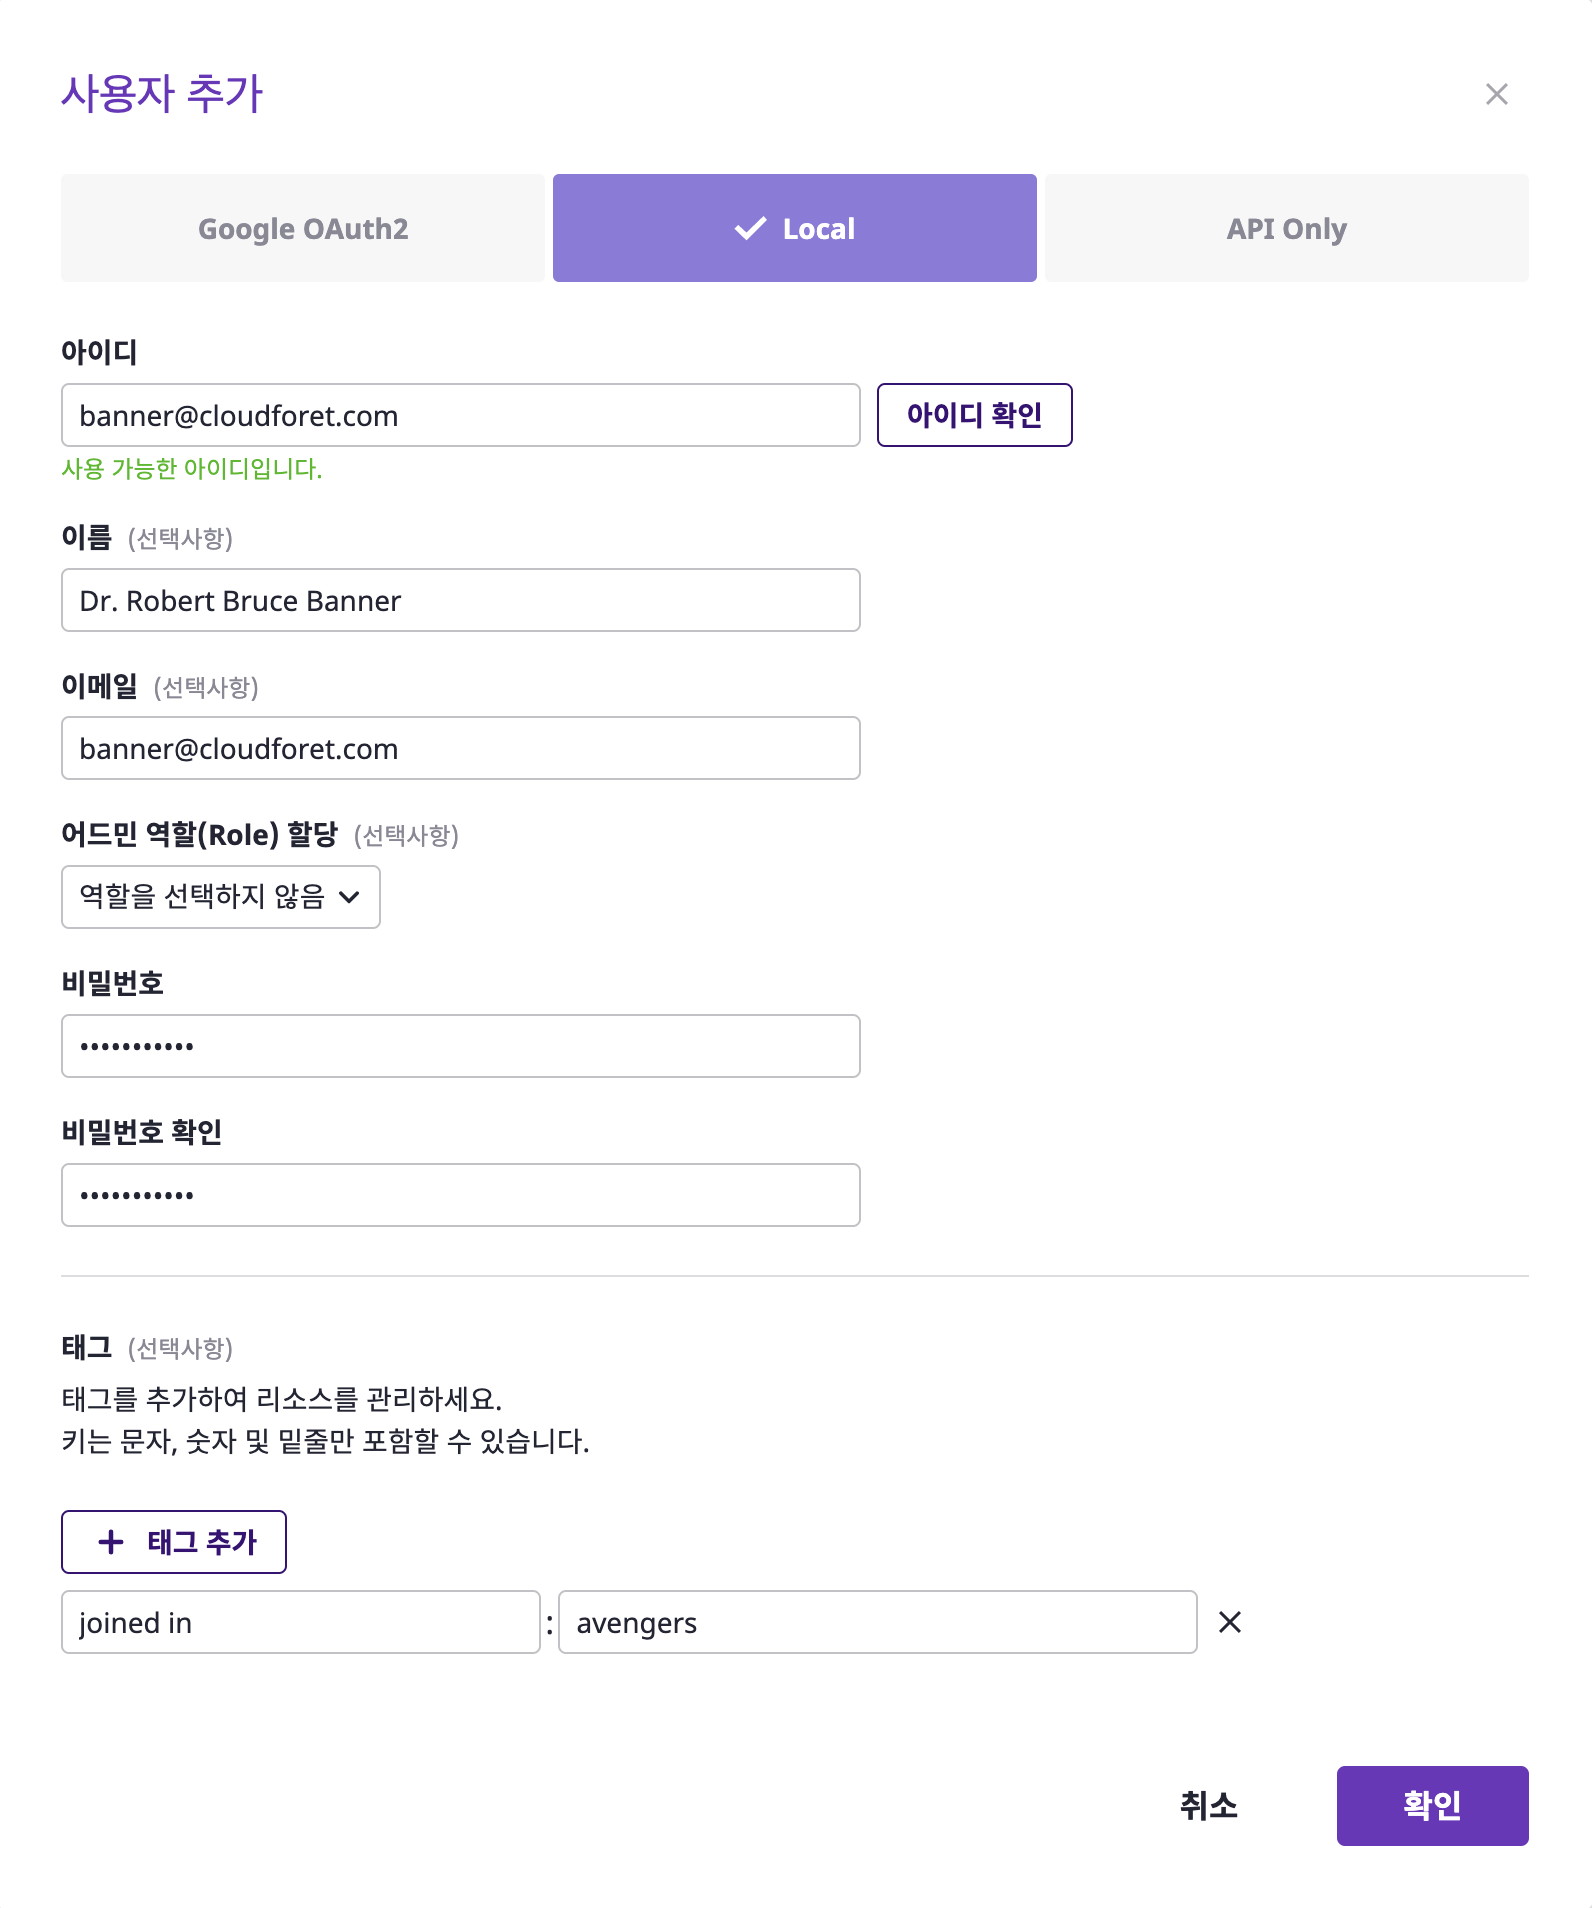 사용자 추가
Google OAuth2
Local
API Only
아이디
banner@cloudforet.com
아이디 확인
사용 가능한 아이디입니다.
이름 (선택사항)
Dr. Robert Bruce Banner
이메일 (선택사항)
banner@cloudforet.com
어드민 역할(Role) 할당 (선택사항)
역할을 선택하지 않음
비밀번호
•••••••••••
비밀번호 확인
•••••••••••
태그 (선택사항)
태그를 추가하여 리소스를 관리하세요.
키는 문자, 숫자 및 밑줄만 포함할 수 있습니다.
+ 태그 추가
joined in : avengers
취소
확인